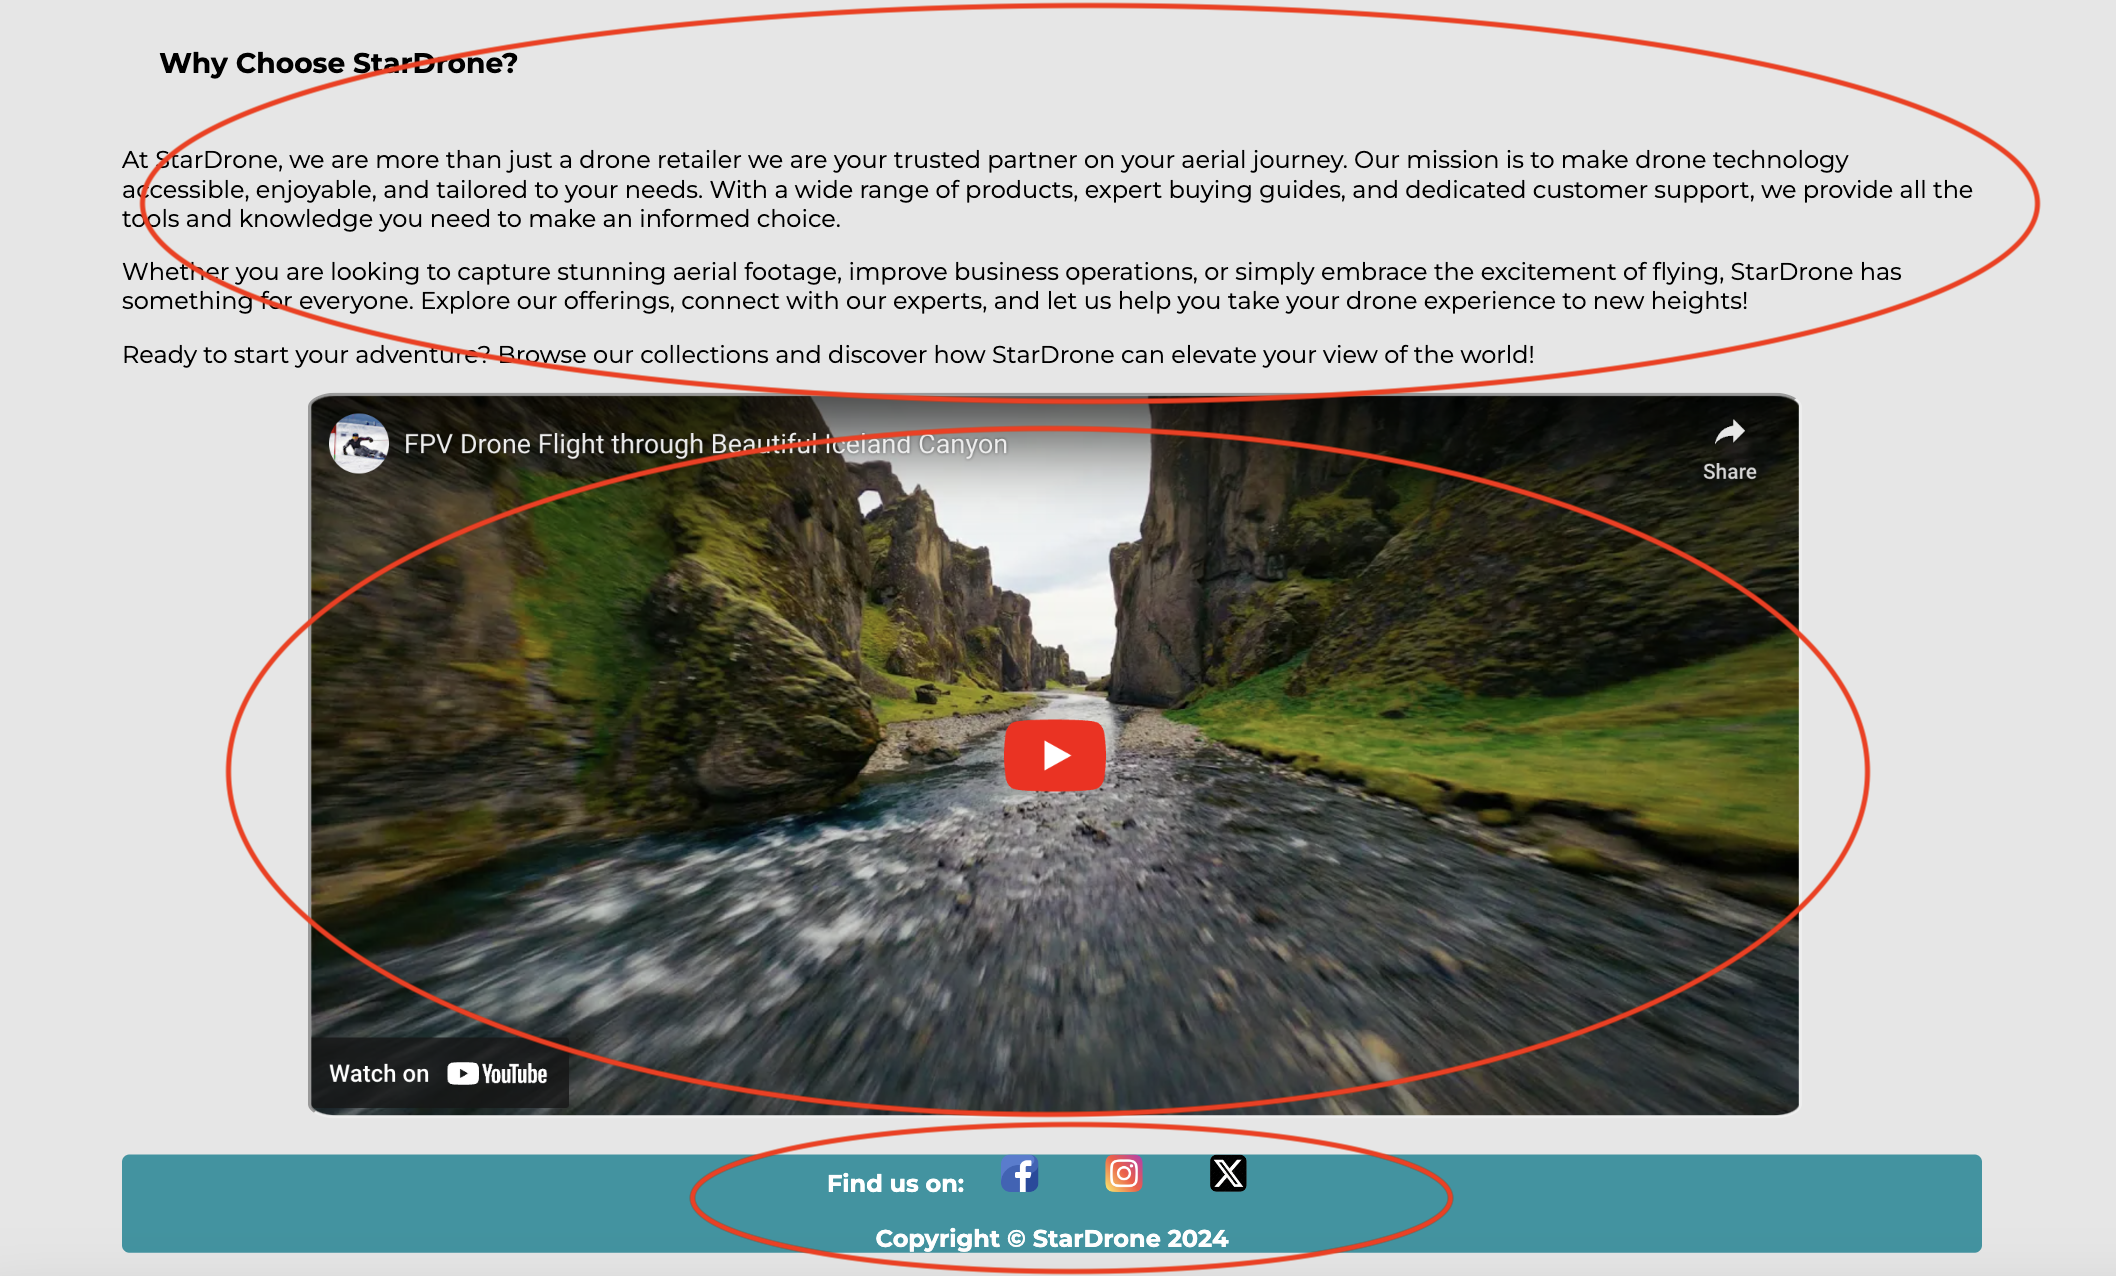 Why Choose StarDrone?
At StarDrone, we are more than just a drone retailer we are your trusted partner on your aerial journey. Our mission is to make drone technology
accessible, enjoyable, and tailored to your needs. With a wide range of products, expert buying guides, and dedicated customer support, we provide all the
tools and knowledge you need to make an informed choice.
Whether you are looking to capture stunning aerial footage, improve business operations, or simply embrace the excitement of flying, StarDrone has
something for everyone. Explore our offerings, connect with our experts, and let us help you take your drone experience to new heights!
Ready to start your adventure? Browse our collections and discover how StarDrone can elevate your view of the world!
FPV Drone Flight through Beautiful Iceland Canyon
Share
Watch on YouTube
Find us on:
Copyright © StarDrone 2024